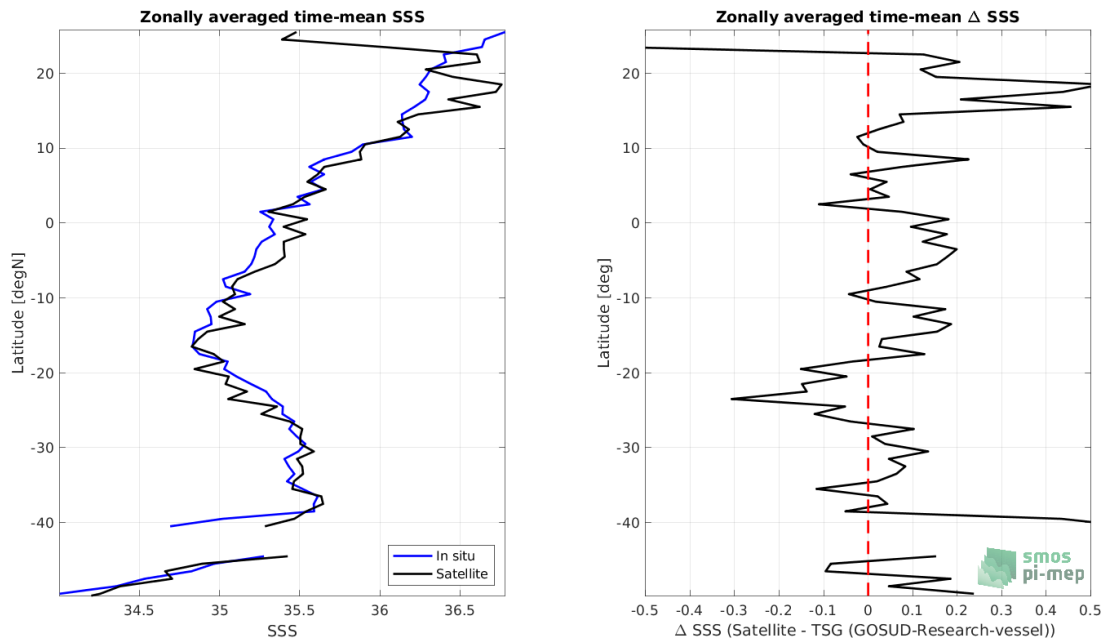 Zonally averaged time-mean SSS
20
10
0
-10
-20
-30
-40
Latitude [degN]
34.5 35 35.5 36 36.5
SSS
In situ
Satellite
Zonally averaged time-mean Δ SSS
20
10
0
-10
-20
-30
-40
Latitude [deg]
-0.5 -0.4 -0.3 -0.2 -0.1 0 0.1 0.2 0.3 0.4 0.5
Δ SSS (Satellite - TSG (GOSUD-Research-vessel))
smos
pi-mep